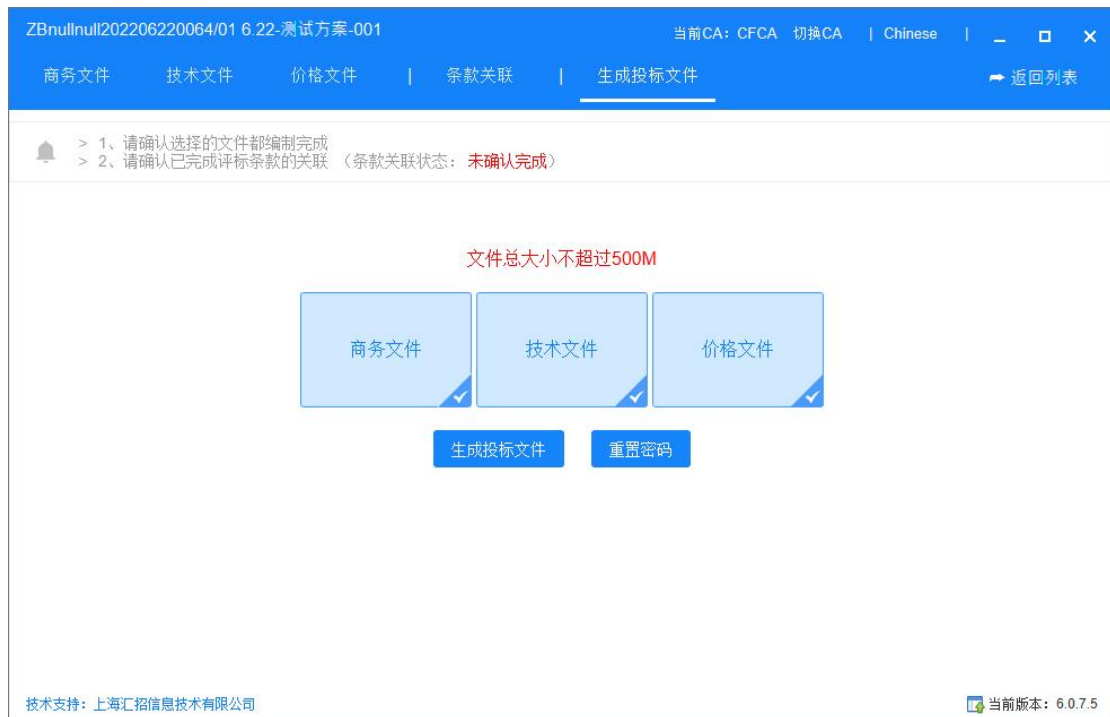 ZBnullnull202206220064/01 6.22-测试方案-001 当前CA：CFCA 切换CA | Chinese |
商务文件 技术文件 价格文件 | 条款关联 | 生成投标文件 返回列表
> 1、请确认选择的文件都编制完成
> 2、请确认已完成评标条款的关联 （条款关联状态：未确认完成）
文件总大小不超过500M
商务文件 技术文件 价格文件
生成投标文件 重置密码
技术支持：上海汇招信息技术有限公司 当前版本：6.0.7.5